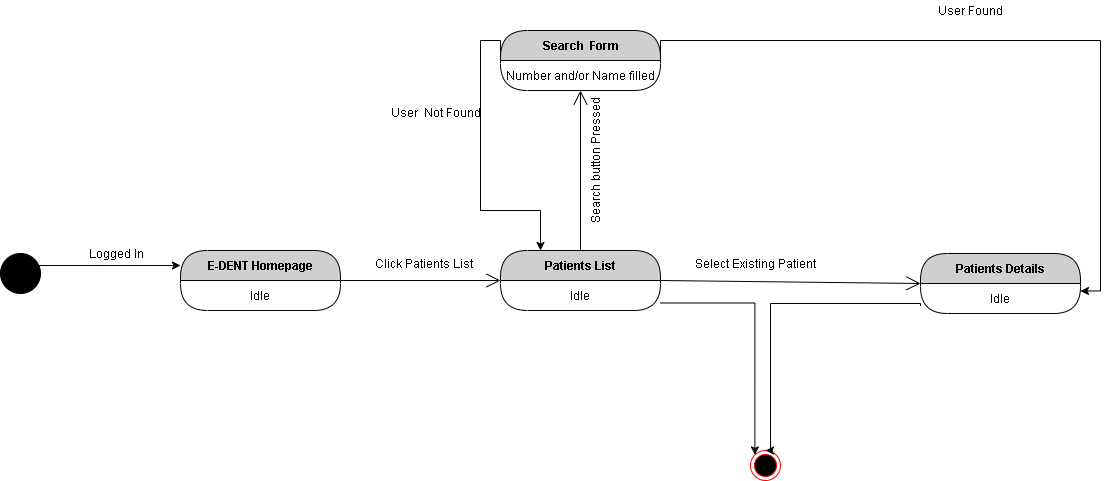 User Found
Search Form
Number and/or Name filled
User Not Found
Search button Pressed
Logged In
E-DENT Homepage
Idle
Click Patients List
Patients List
Idle
Select Existing Patient
Patients Details
Idle